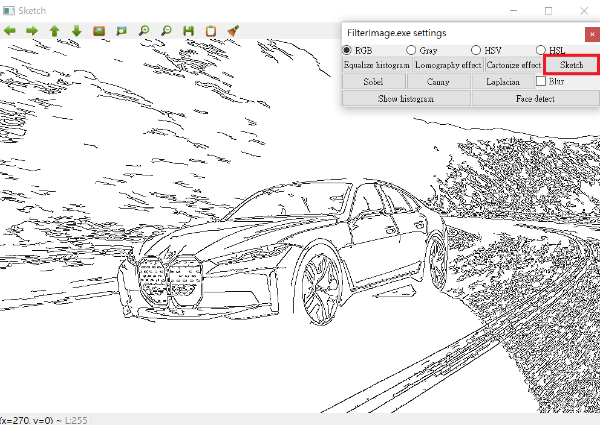 Sketch
FilterImage.exe settings
RGB Gray HSV HSL
Equalize histogram Lomography effect Cartonize effect Sketch
Sobel Canny Laplacian Blur
Show histogram Face detect
(x=270, y=0) ~ L:255